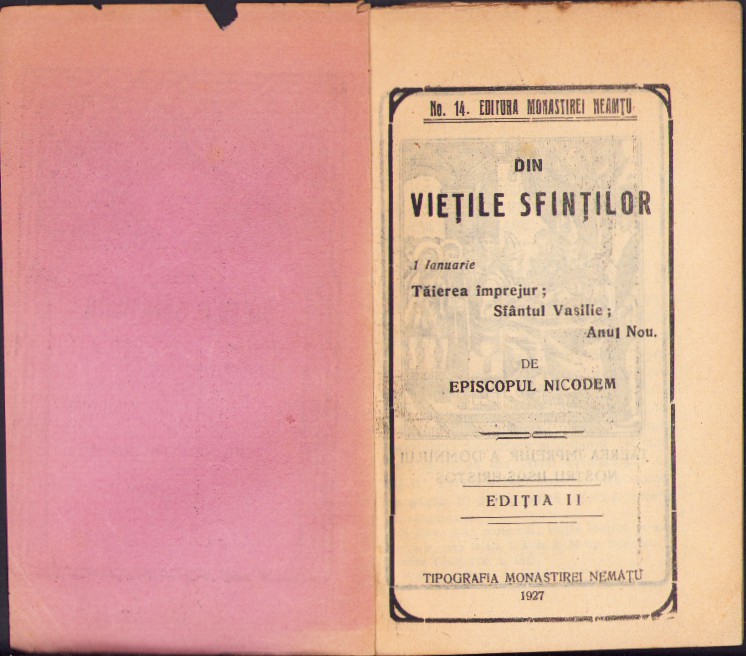 No. 14. EDITURA MONASTIREI NEAMȚU
DIN
VIEȚILE SFINȚILOR
1 Ianuarie
Tăierea împrejur;
Sfântul Vasilie;
Anul Nou.
DE
EPISCOPUL NICODEM
EDIȚIA II
TIPOGRAFIA MONASTIREI NEMAȚU
1927